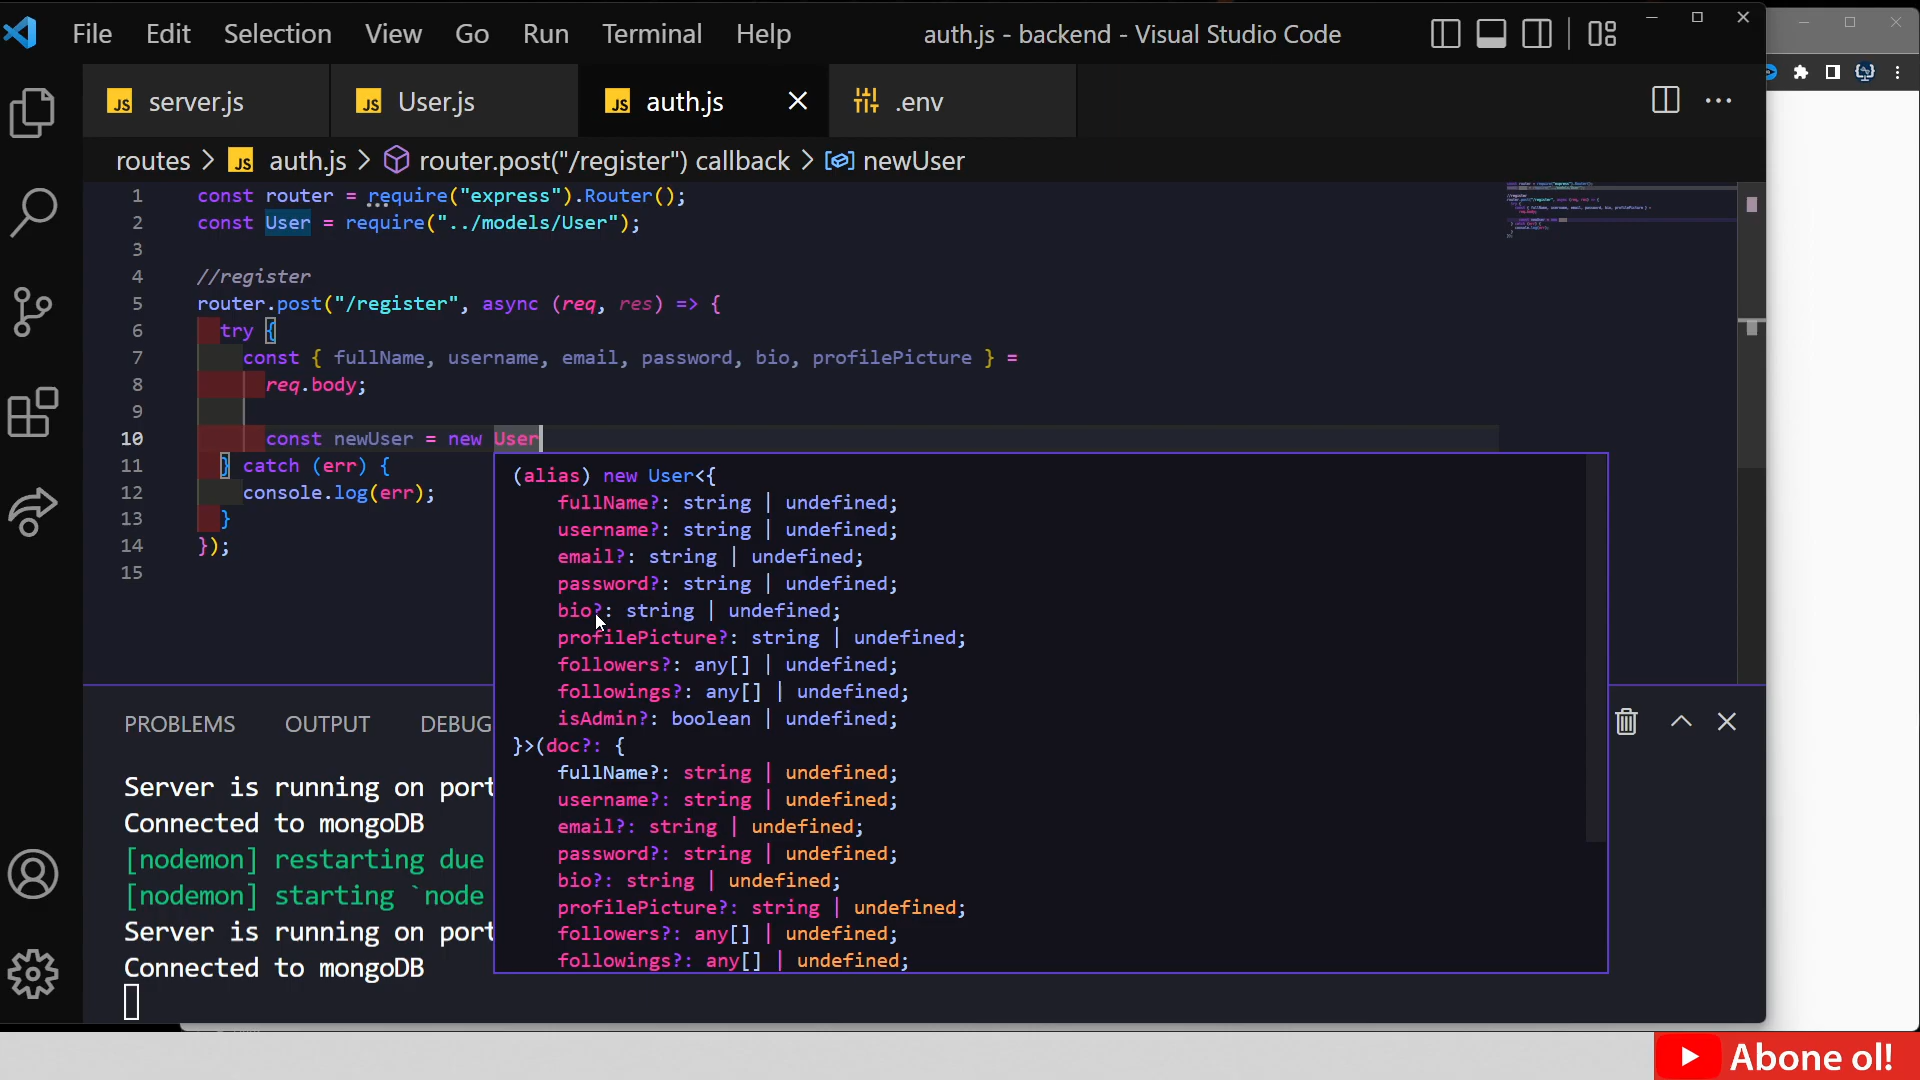 File Edit Selection View Go Run Terminal Help auth.js - backend - Visual Studio Code
JS server.js JS User.js JS auth.js .env
routes > JS auth.js > router.post("/register") callback > newUser
1 const router = require("express").Router();
2 const User = require("../models/User");
3
4 //register
5 router.post("/register", async (req, res) => {
6 try {
7 const { fullName, username, email, password, bio, profilePicture } =
8 req.body;
9
10 const newUser = new User
11 } catch (err) {
12 console.log(err);
13 }
14 });
15
(alias) new User<{
fullName?: string | undefined;
username?: string | undefined;
email?: string | undefined;
password?: string | undefined;
bio?: string | undefined;
profilePicture?: string | undefined;
followers?: any[] | undefined;
followings?: any[] | undefined;
isAdmin?: boolean | undefined;
}>(doc?: {
fullName?: string | undefined;
username?: string | undefined;
email?: string | undefined;
password?: string | undefined;
bio?: string | undefined;
profilePicture?: string | undefined;
followers?: any[] | undefined;
followings?: any[] | undefined;
PROBLEMS OUTPUT DEBUG
Server is running on port
Connected to mongoDB
[nodemon] restarting due
[nodemon] starting `node
Server is running on port
Connected to mongoDB
Abone ol!